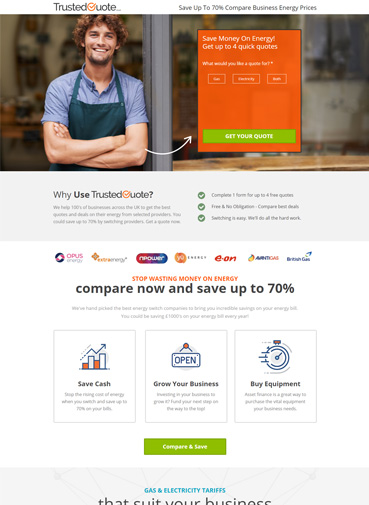 TrustedQuote...
Save Up To 70% Compare Business Energy Prices
Save Money On Energy!
Get up to 4 quick quotes
What would you like a quote for? *
Gas
Electricity
Both
GET YOUR QUOTE
Why Use TrustedQuote?
We help 100's of businesses across the UK to get the best
quotes and deals on their energy from selected providers. You
could save up to 70% by switching providers. Get a quote now.
Complete 1 form for up to 4 free quotes
Free & No Obligation - Compare best deals
Switching is easy. We'll do all the hard work.
OPUS
energy
extraenergy
npower
yü ENERGY
e·on
AVANTIGAS
British Gas
STOP WASTING MONEY ON ENERGY
compare now and save up to 70%
We've hand picked the best energy switch companies to bring you incredible savings on your energy bill.
You could be saving £1000's on your energy bill every year!
OPEN
Save Cash
Grow Your Business
Buy Equipment
Stop the rising cost of energy
when you switch and save up to
70% on your bills.
Investing in your business to
grow it? Fund your next step on
the way to the top!
Asset finance is a great way to
purchase the vital equipment
your business needs.
Compare & Save
GAS & ELECTRICITY TARIFFS
that suit your business